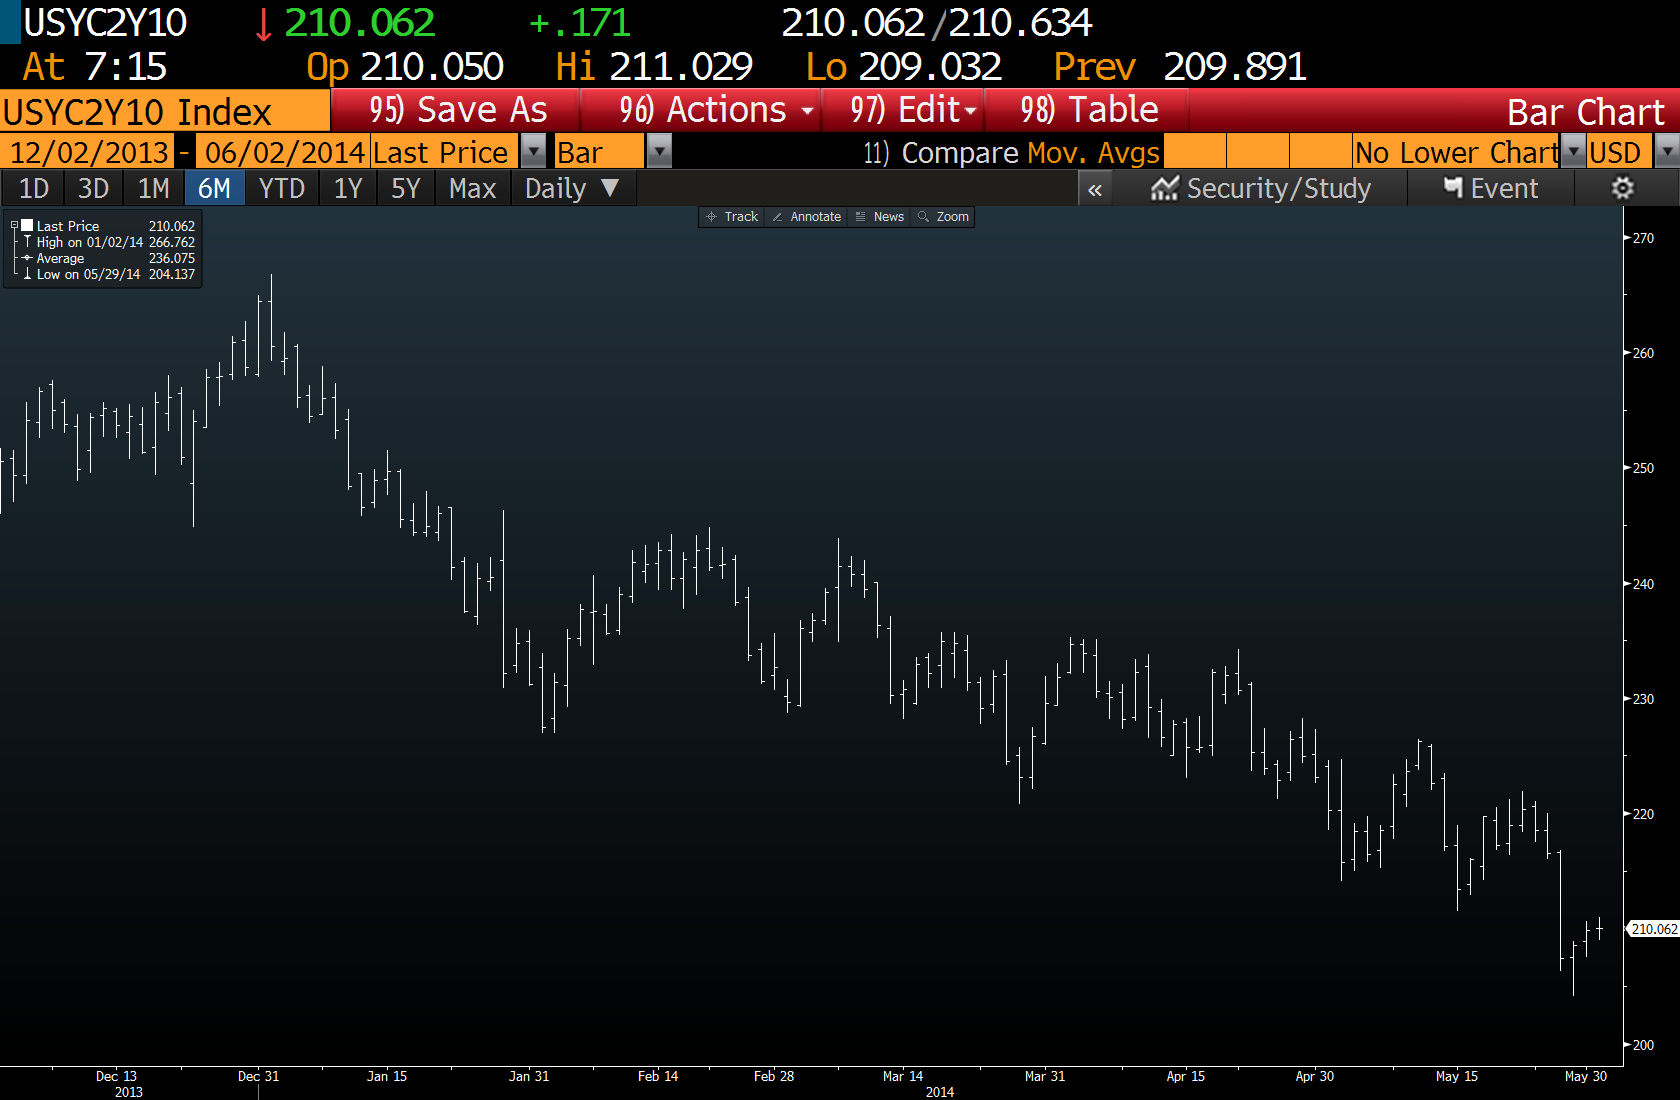 USYC2Y10 ↓ 210.062 +.171 210.062/210.634
At 7:15 Op 210.050 Hi 211.029 Lo 209.032 Prev 209.891
USYC2Y10 Index 95) Save As 96) Actions 97) Edit 98) Table Bar Chart
12/02/2013 - 06/02/2014 Last Price Bar 11) Compare Mov. Avgs No Lower Chart USD
1D 3D 1M 6M YTD 1Y 5Y Max Daily ▼ « Security/Study Event
Track Annotate News Zoom
Last Price 210.062
High on 01/02/14 266.762
Average 236.075
Low on 05/29/14 204.137
270
260
250
240
230
220
210.062
200
Dec 13 Dec 31 Jan 15 Jan 31 Feb 14 Feb 28 Mar 14 Mar 31 Apr 15 Apr 30 May 15 May 30
2013 2014